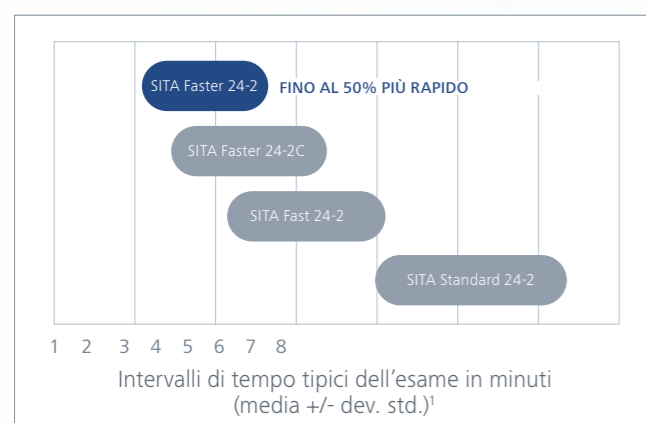 SITA Faster 24-2
FINO AL 50% PIÙ RAPIDO
SITA Faster 24-2C
SITA Fast 24-2
SITA Standard 24-2
1 2 3 4 5 6 7 8
Intervalli di tempo tipici dell'esame in minuti
(media +/- dev. std.)¹